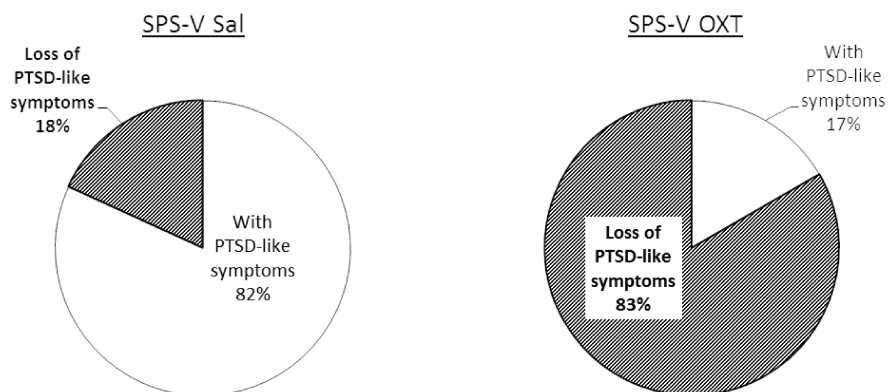 SPS-V Sal
Loss of
PTSD-like
symptoms
18%
With
PTSD-like
symptoms
82%
SPS-V OXT
With
PTSD-like
symptoms
17%
Loss of
PTSD-like
symptoms
83%